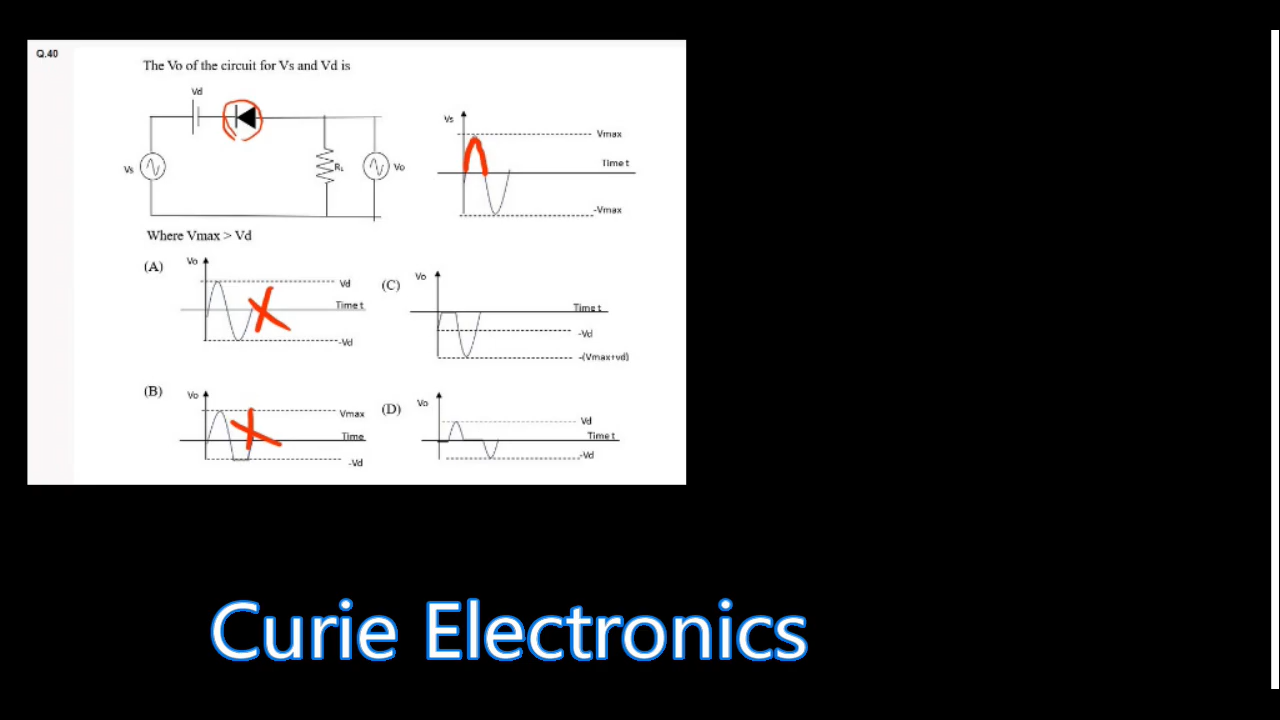 Q.40
The Vo of the circuit for Vs and Vd is
Vd
Vs
RL
Vo
Vs
Vmax
Time t
-Vmax
Where Vmax > Vd
(A)
Vo
Vd
Time t
-Vd
(C)
Vo
Time t
-Vd
-(Vmax+vd)
(B)
Vo
Vmax
Time
-Vd
(D)
Vo
Vd
Time t
-Vd
Curie Electronics